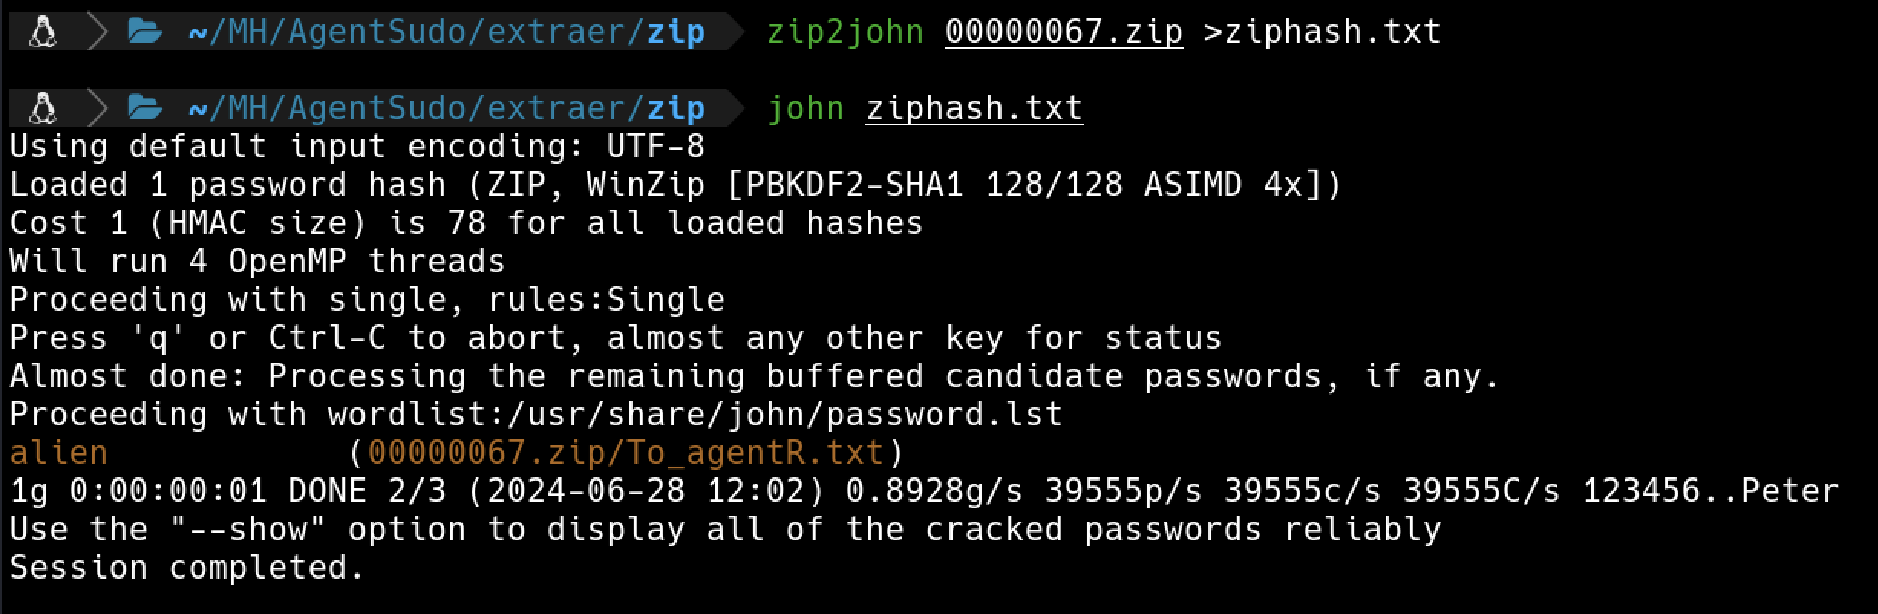 ~/MH/AgentSudo/extraer/zip zip2john 00000067.zip >ziphash.txt
~/MH/AgentSudo/extraer/zip john ziphash.txt
Using default input encoding: UTF-8
Loaded 1 password hash (ZIP, WinZip [PBKDF2-SHA1 128/128 ASIMD 4x])
Cost 1 (HMAC size) is 78 for all loaded hashes
Will run 4 OpenMP threads
Proceeding with single, rules:Single
Press 'q' or Ctrl-C to abort, almost any other key for status
Almost done: Processing the remaining buffered candidate passwords, if any.
Proceeding with wordlist:/usr/share/john/password.lst
alien            (00000067.zip/To_agentR.txt)
1g 0:00:00:01 DONE 2/3 (2024-06-28 12:02) 0.8928g/s 39555p/s 39555c/s 39555C/s 123456..Peter
Use the "--show" option to display all of the cracked passwords reliably
Session completed.